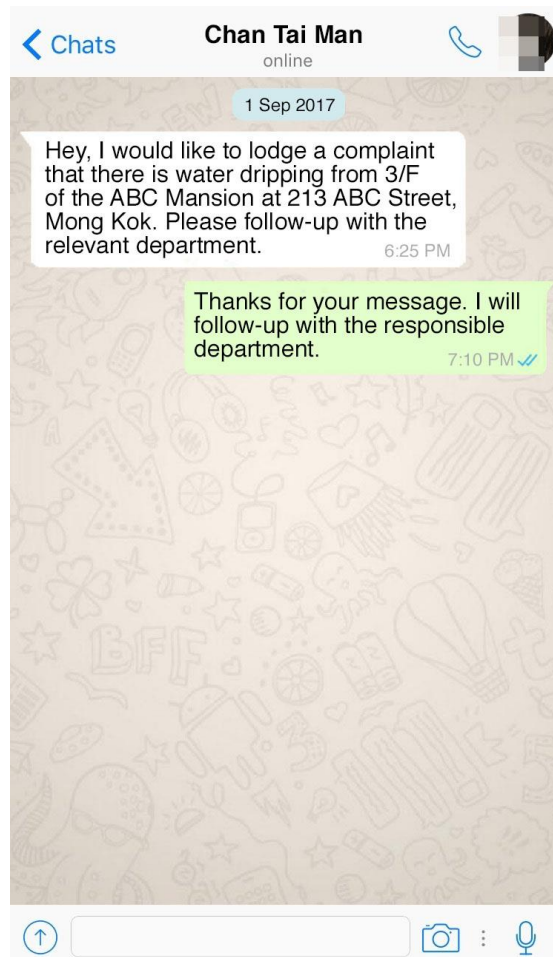 Chats
Chan Tai Man
online
1 Sep 2017
Hey, I would like to lodge a complaint
that there is water dripping from 3/F
of the ABC Mansion at 213 ABC Street,
Mong Kok. Please follow-up with the
relevant department.
6:25 PM
Thanks for your message. I will
follow-up with the responsible
department.
7:10 PM
BFF